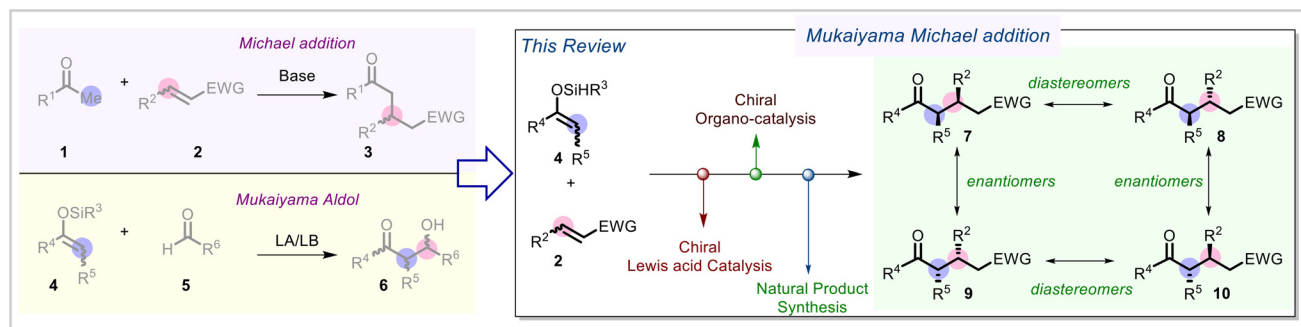 Michael addition
O
R1
Me
+
R2
EWG
Base
O
R1
R2
EWG
1
2
3
Mukaiyama Aldol
OSiR3
R4
R5
+
O
H
R6
LA/LB
O
OH
R4
R5
R6
4
5
6
This Review
Mukaiyama Michael addition
OSiHR3
R4
R5
4
+
R2
EWG
2
Chiral
Organo-catalysis
Chiral
Lewis acid Catalysis
Natural Product
Synthesis
O
R2
R4
R5
EWG
7
diastereomers
O
R2
R4
R5
EWG
8
enantiomers
enantiomers
O
R2
R4
R5
EWG
9
diastereomers
O
R2
R4
R5
EWG
10